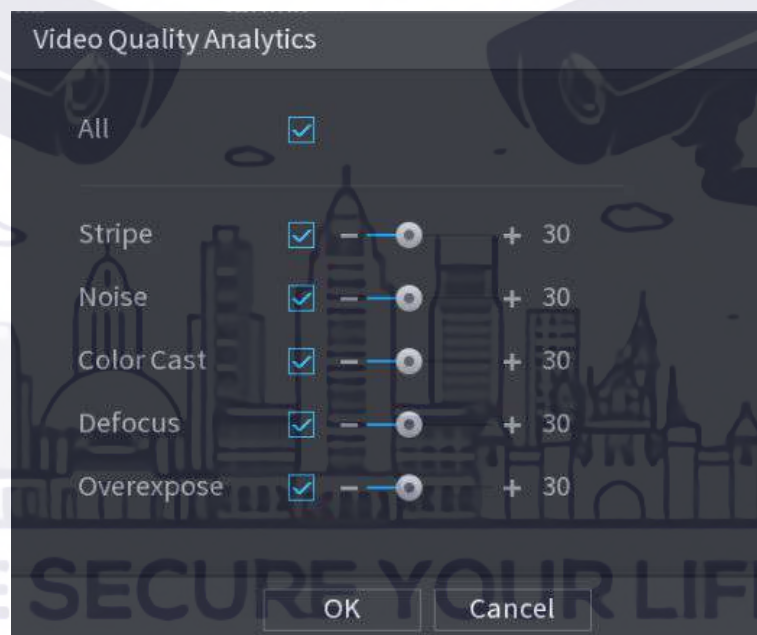 Video Quality Analytics
All
Stripe 30
Noise 30
Color Cast 30
Defocus 30
Overexpose 30
SECURE YOUR LIF
OK Cancel